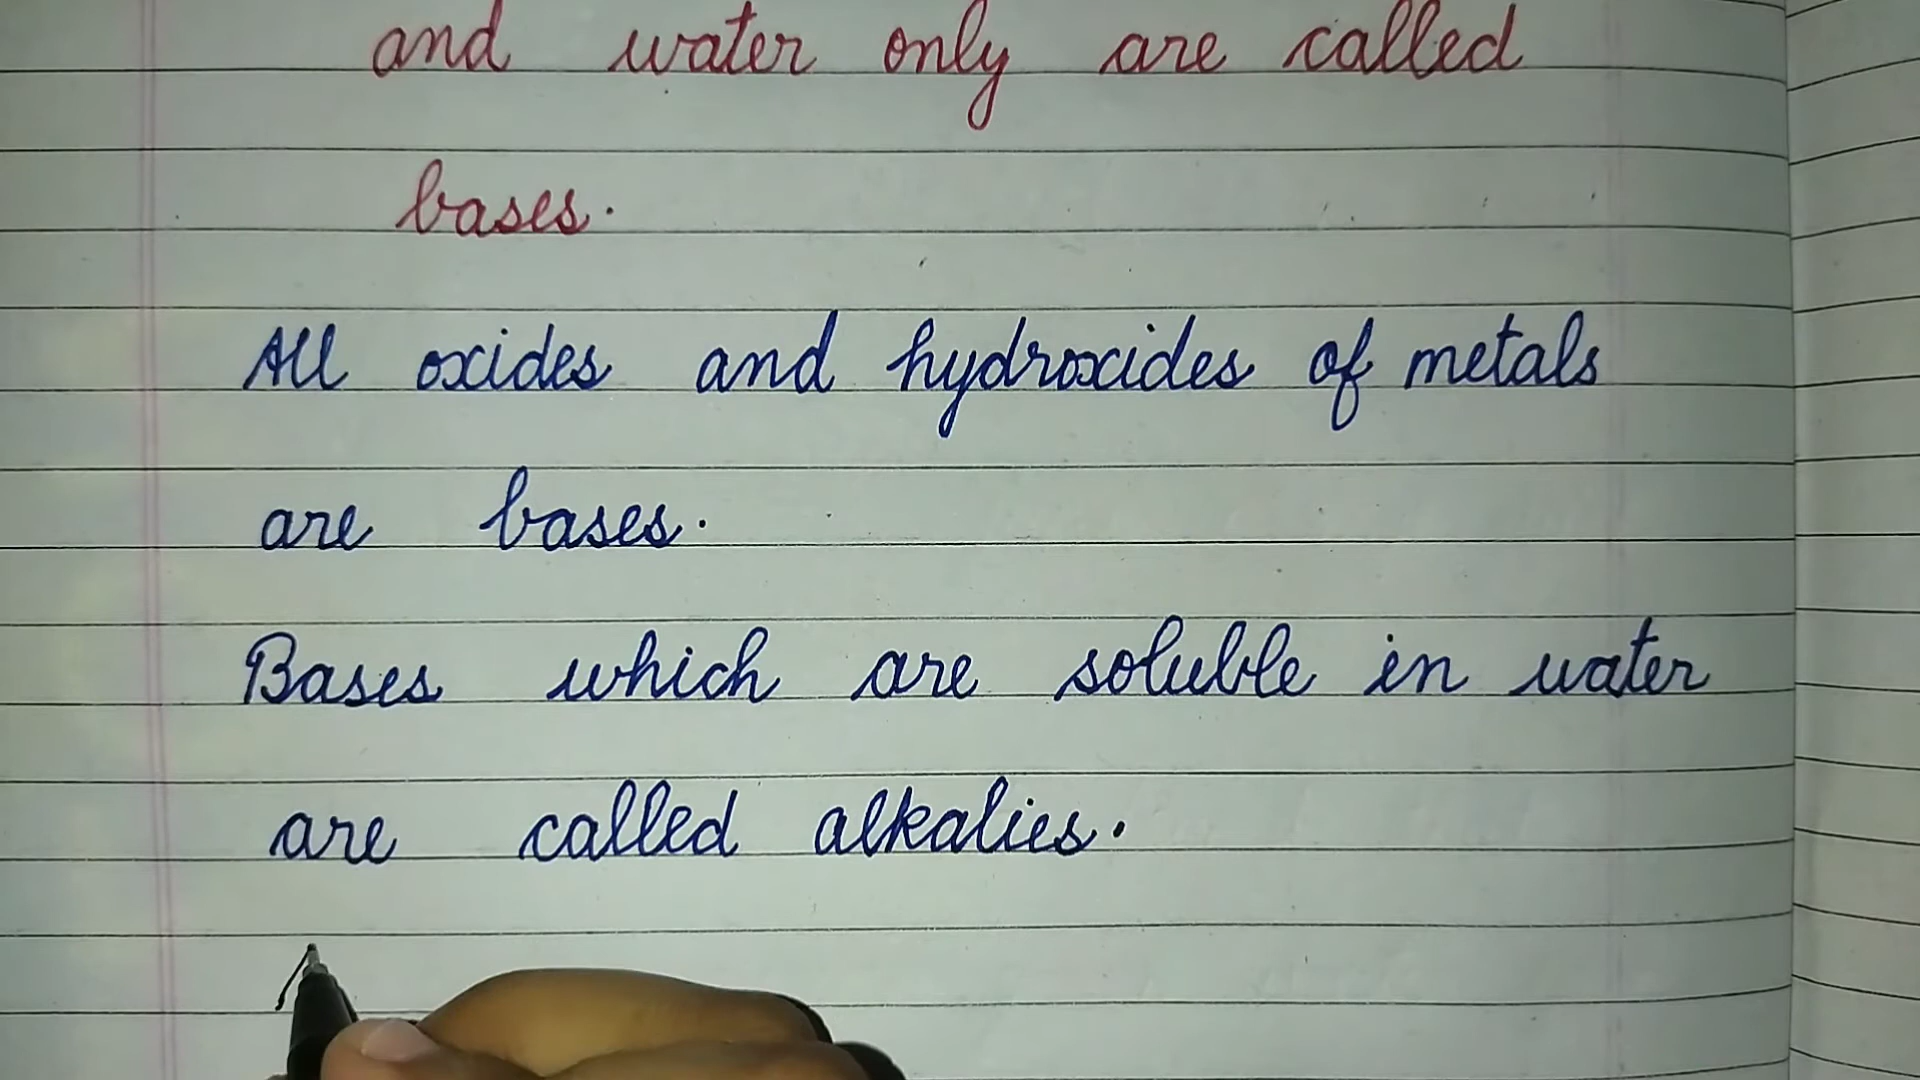 and water only are called
bases.
All oxides and hydroxides of metals
are bases.
Bases which are soluble in water
are called alkalies.